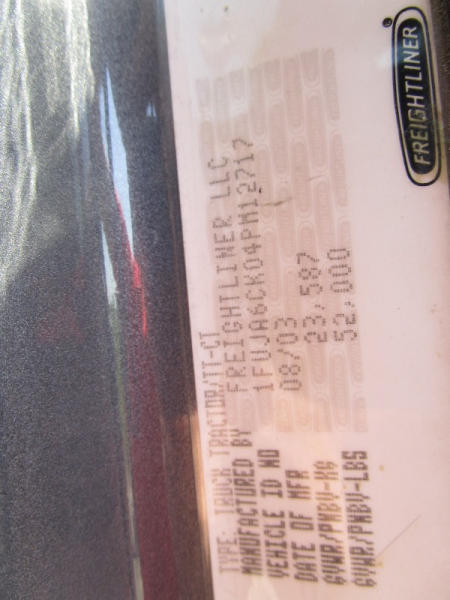 TYPE: TRUCK TRACTOR/TT-CT
MANUFACTURED BY FREIGHTLINER LLC
VEHICLE ID NO 1FUJA6CK04PM12717
DATE OF MFR 08/03
GVWR/PNBV-KG 23,587
GVWR/PNBV-LBS 52,000
FREIGHTLINER®